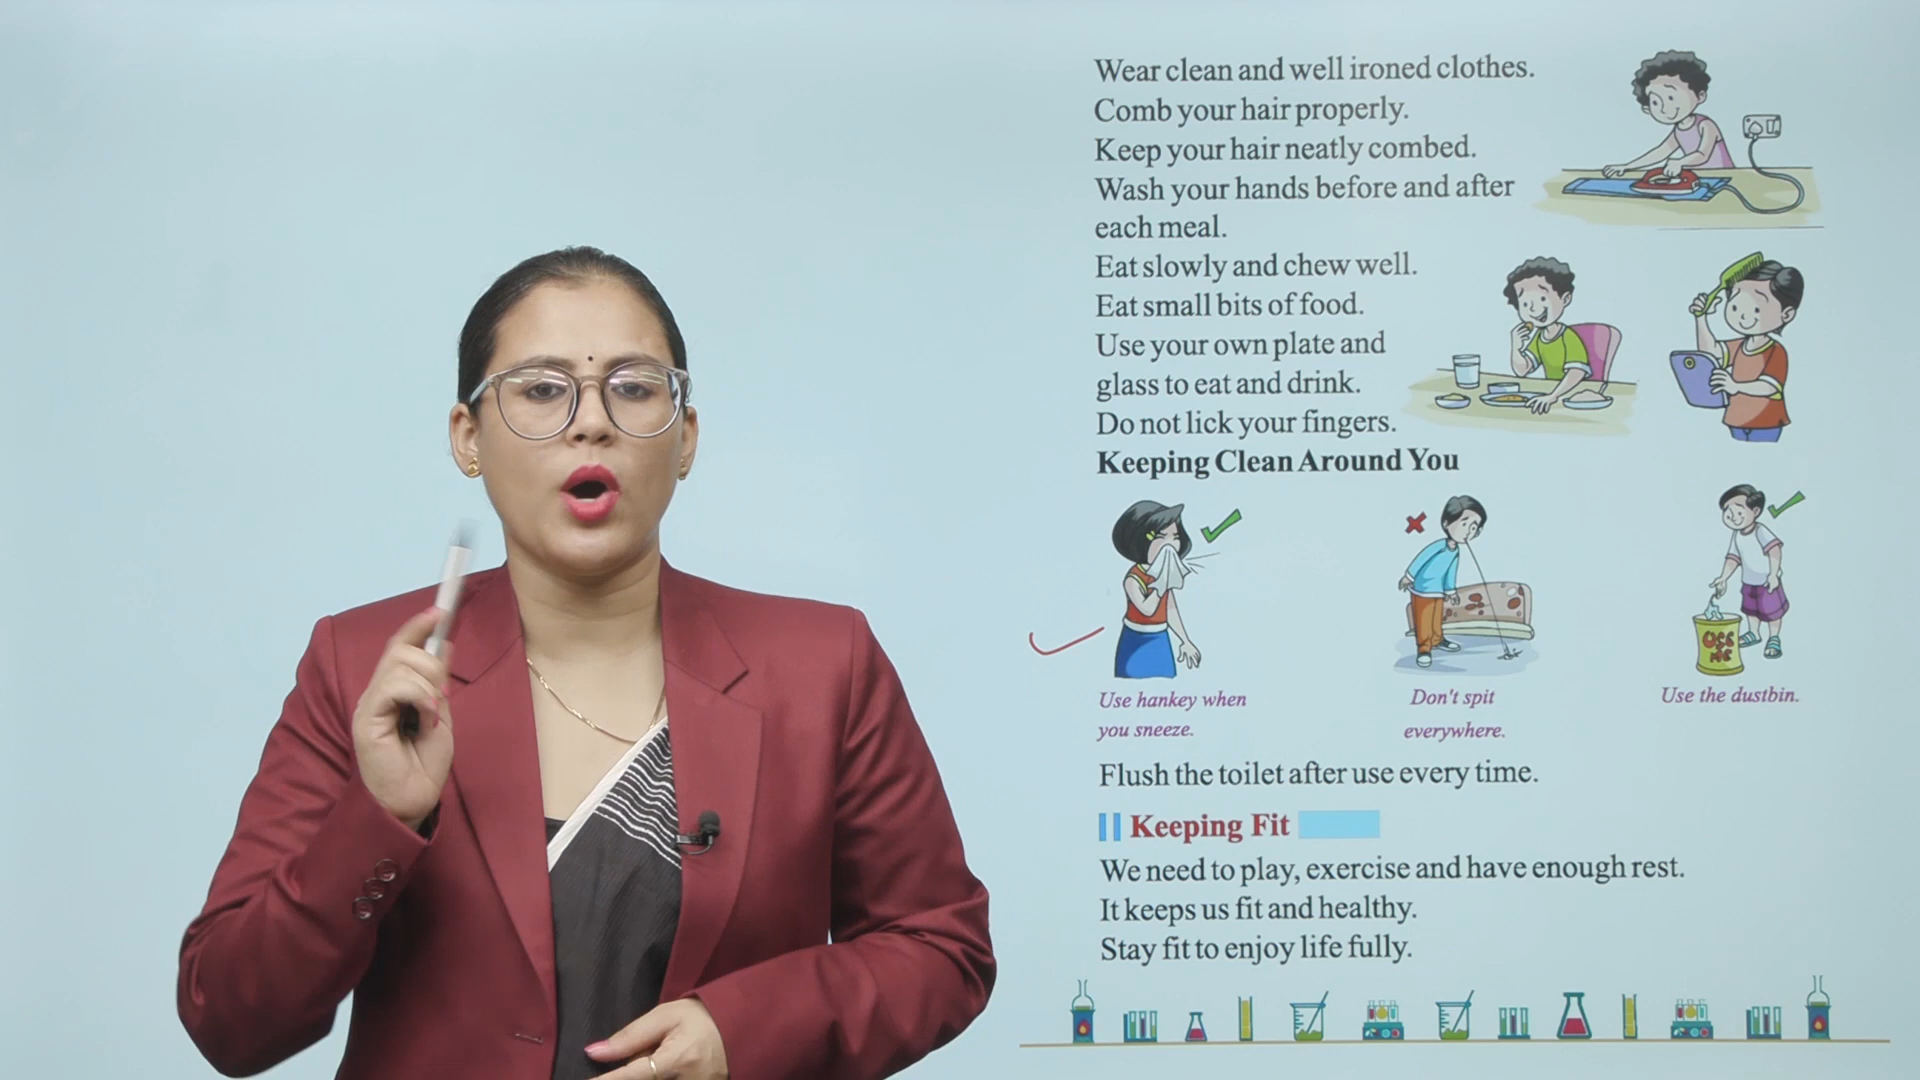 Wear clean and well ironed clothes.
Comb your hair properly.
Keep your hair neatly combed.
Wash your hands before and after
each meal.
Eat slowly and chew well.
Eat small bits of food.
Use your own plate and
glass to eat and drink.
Do not lick your fingers.
Keeping Clean Around You
USE ME
Use hankey when
you sneeze.
Don't spit
everywhere.
Use the dustbin.
Flush the toilet after use every time.
Keeping Fit
We need to play, exercise and have enough rest.
It keeps us fit and healthy.
Stay fit to enjoy life fully.